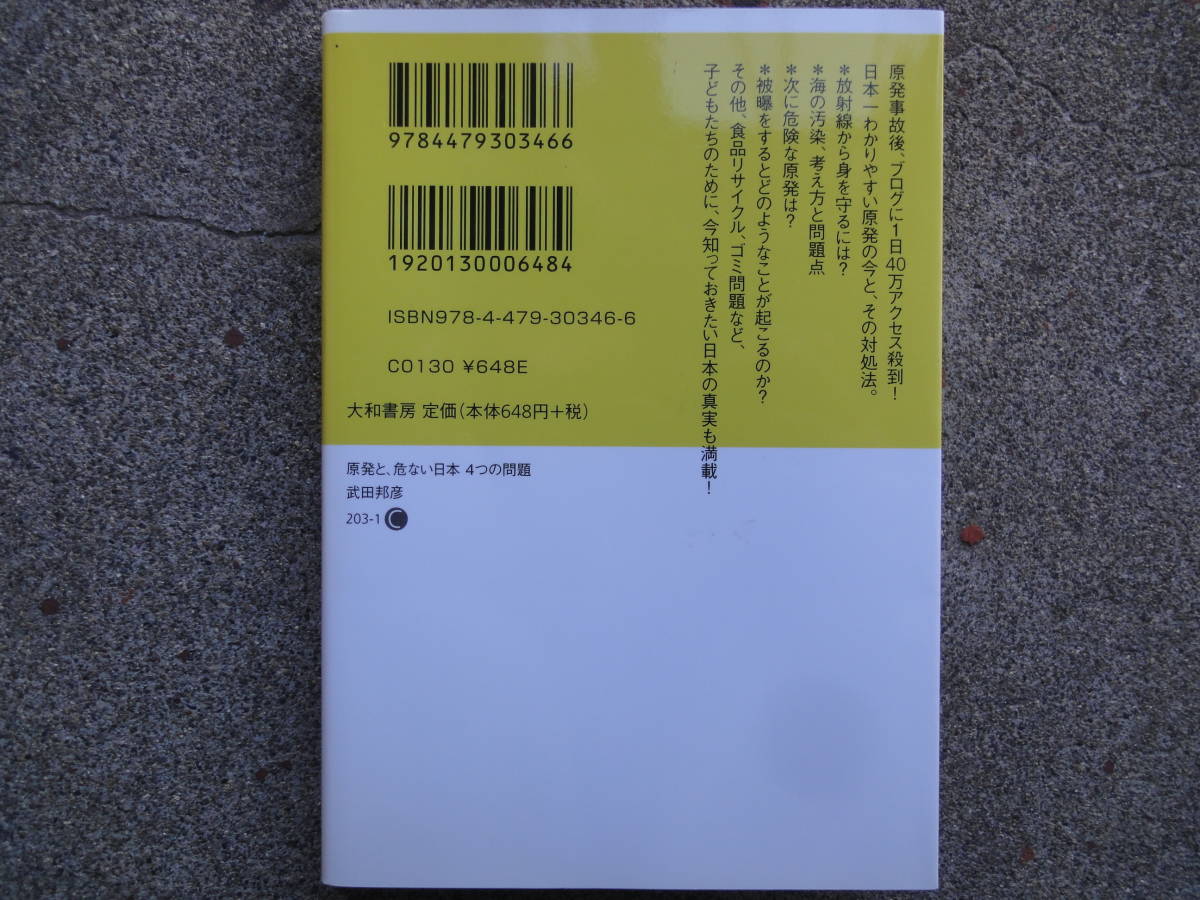 原発事故後、ブログに1日40万アクセス殺到！
日本一わかりやすい原発の今と、その対処法。
＊放射線から身を守るには？
＊海の汚染、考え方と問題点
＊次に危険な原発は？
＊被曝をするとどのようなことが起こるのか？
その他、食品リサイクル、ゴミ問題など、
子どもたちのために、今知っておきたい日本の真実も満載！
9784479303466
1920130006484
ISBN978-4-479-30346-6
C0130 ¥648E
大和書房 定価（本体648円＋税）
原発と、危ない日本 4つの問題
武田邦彦
203-1 C